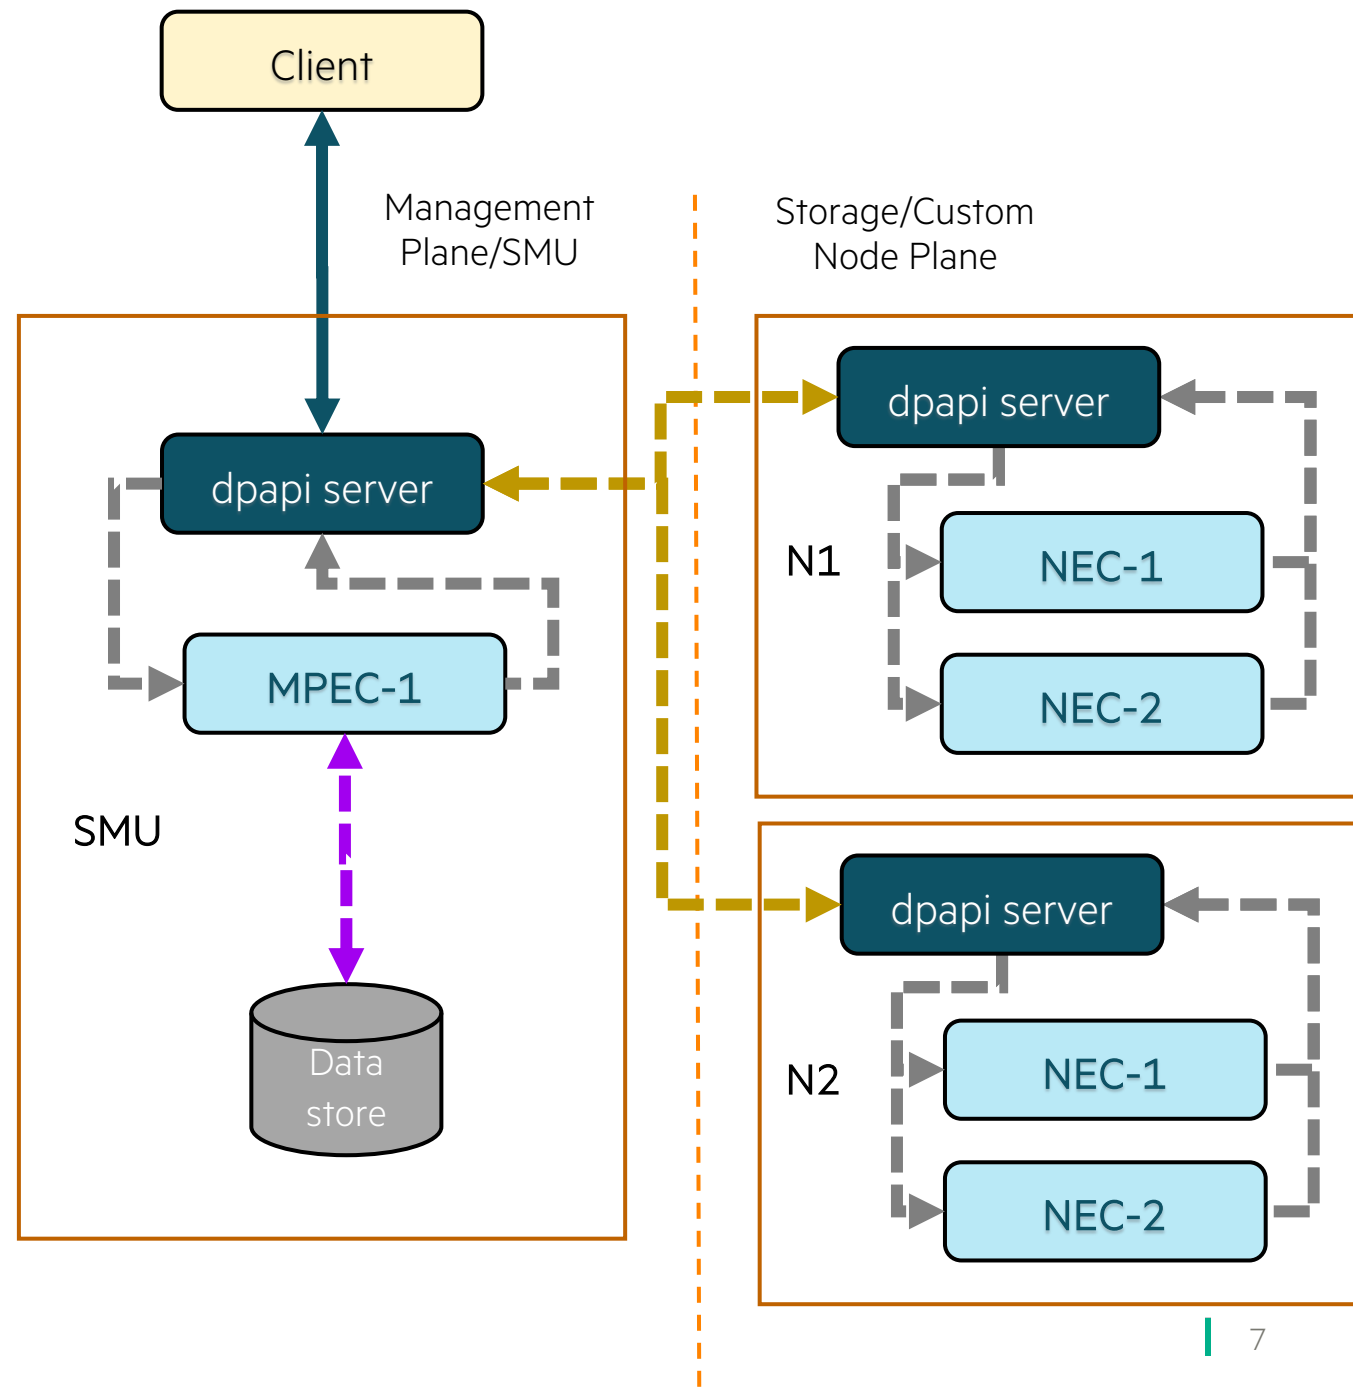 Client
Management
Plane/SMU
Storage/Custom
Node Plane
dpapi server
MPEC-1
SMU
Data
store
dpapi server
N1
NEC-1
NEC-2
dpapi server
N2
NEC-1
NEC-2
7